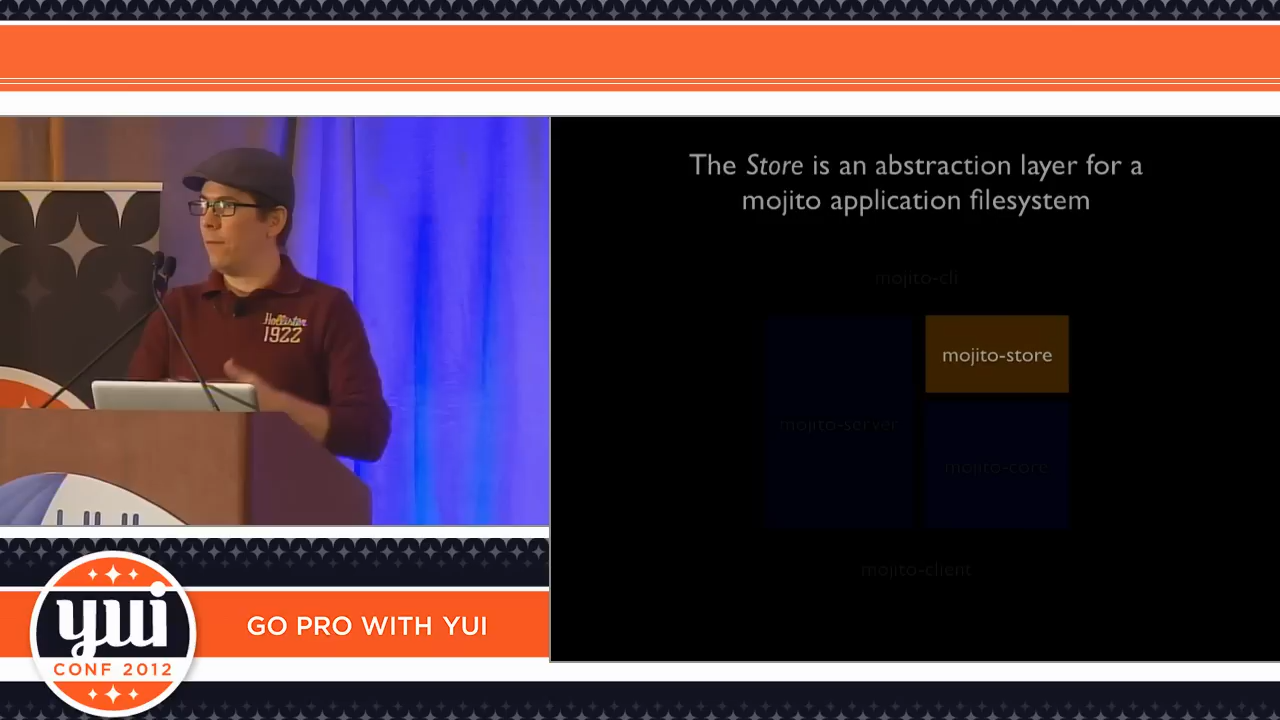 The Store is an abstraction layer for a
mojito application filesystem
mojito-cli
mojito-store
mojito-server
mojito-core
mojito-client
Hollister
1922
yui
CONF 2012
GO PRO WITH YUI